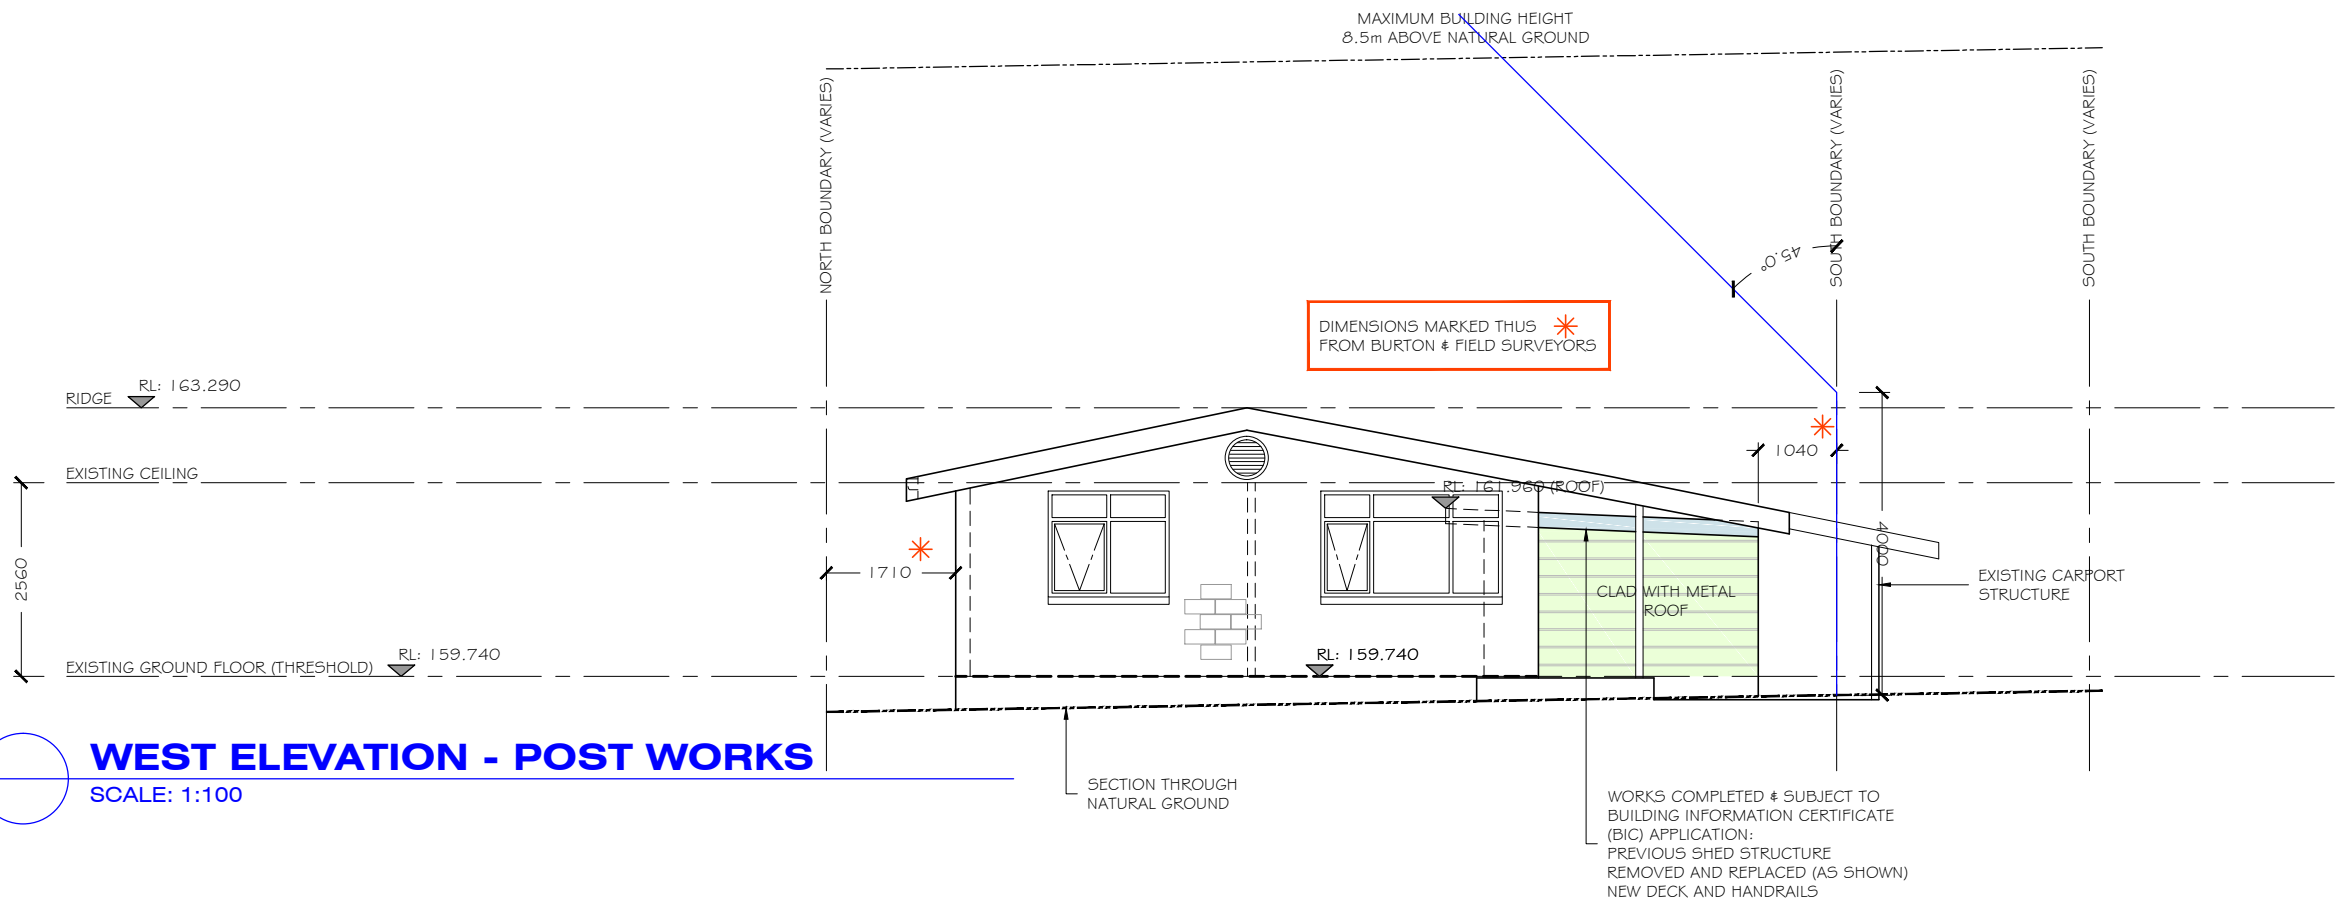 MAXIMUM BUILDING HEIGHT
8.5m ABOVE NATURAL GROUND
NORTH BOUNDARY (VARIES)
SOUTH BOUNDARY (VARIES)
SOUTH BOUNDARY (VARIES)
45.0°
DIMENSIONS MARKED THUS
FROM BURTON & FIELD SURVEYORS
RL: 163.290
RIDGE
EXISTING CEILING
1040
RL: 161.960 (ROOF)
4000
2560
1710
CLAD WITH METAL
ROOF
EXISTING CARPORT
STRUCTURE
EXISTING GROUND FLOOR (THRESHOLD)
RL: 159.740
RL: 159.740
WEST ELEVATION - POST WORKS
SCALE: 1:100
SECTION THROUGH
NATURAL GROUND
WORKS COMPLETED & SUBJECT TO
BUILDING INFORMATION CERTIFICATE
(BIC) APPLICATION:
PREVIOUS SHED STRUCTURE
REMOVED AND REPLACED (AS SHOWN)
NEW DECK AND HANDRAILS